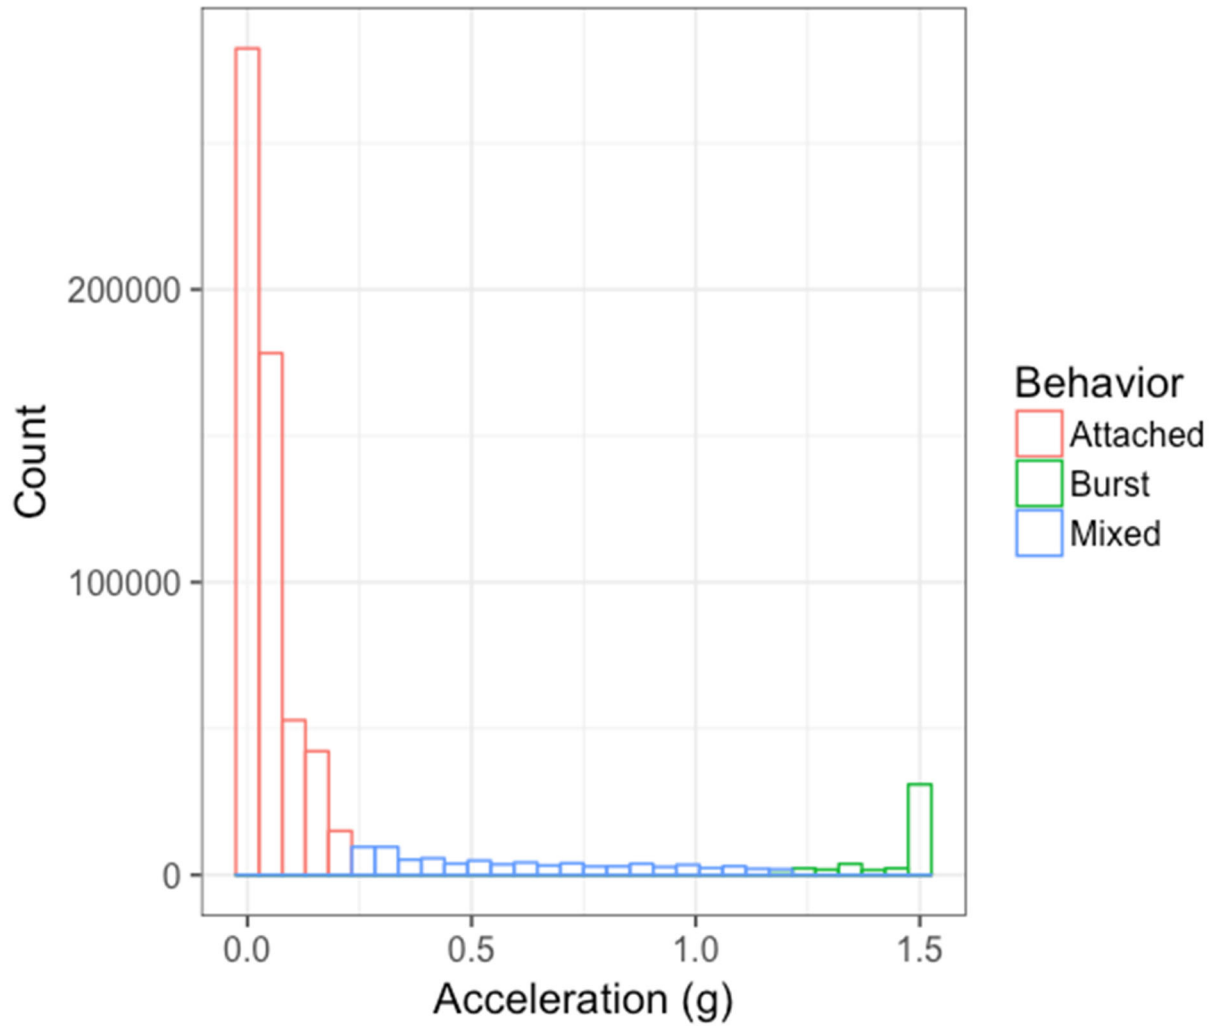 Count
200000
100000
0
0.0 0.5 1.0 1.5
Acceleration (g)
Behavior
Attached
Burst
Mixed